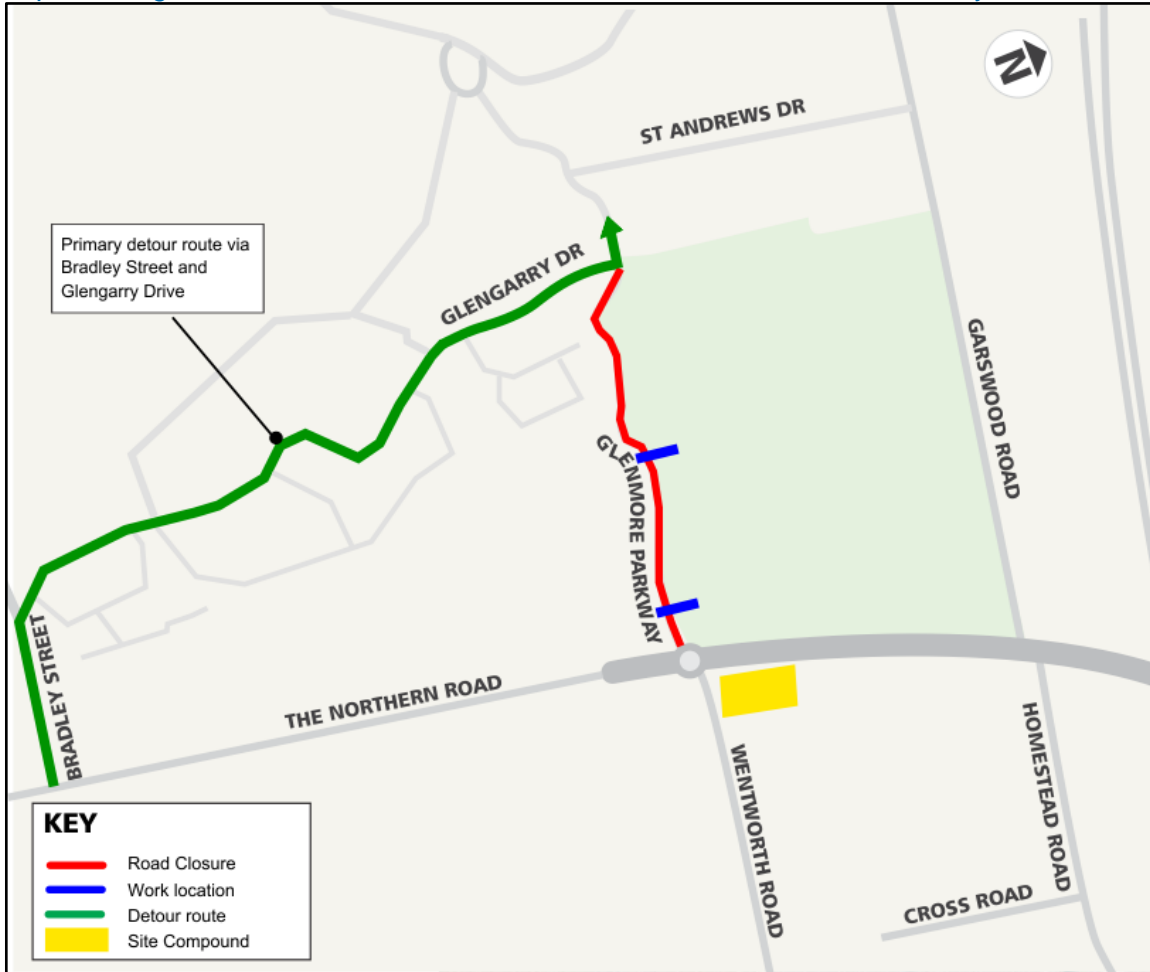 N
ST ANDREWS DR
Primary detour route via
Bradley Street and
Glengarry Drive
GLENGARRY DR
GARSWOOD ROAD
GLENMORE PARKWAY
BRADLEY STREET
THE NORTHERN ROAD
HOMESTEAD ROAD
WENTWORTH ROAD
CROSS ROAD
KEY
Road Closure
Work location
Detour route
Site Compound